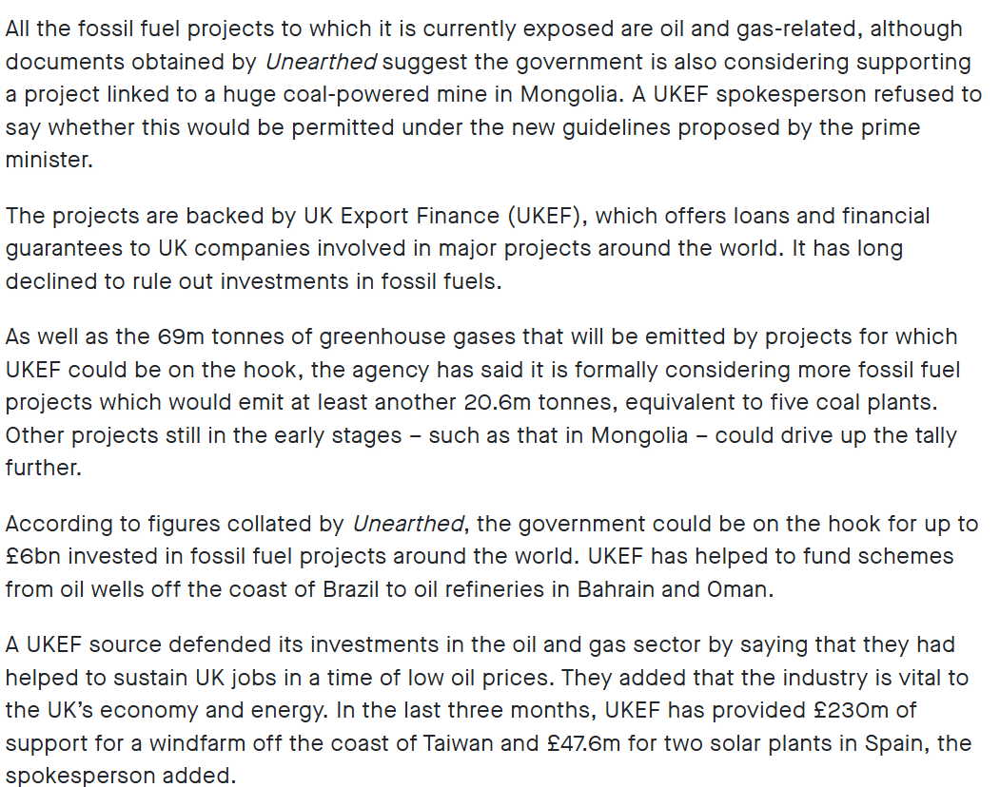 All the fossil fuel projects to which it is currently exposed are oil and gas-related, although
documents obtained by Unearthed suggest the government is also considering supporting
a project linked to a huge coal-powered mine in Mongolia. A UKEF spokesperson refused to
say whether this would be permitted under the new guidelines proposed by the prime
minister.
The projects are backed by UK Export Finance (UKEF), which offers loans and financial
guarantees to UK companies involved in major projects around the world. It has long
declined to rule out investments in fossil fuels.
As well as the 69m tonnes of greenhouse gases that will be emitted by projects for which
UKEF could be on the hook, the agency has said it is formally considering more fossil fuel
projects which would emit at least another 20.6m tonnes, equivalent to five coal plants.
Other projects still in the early stages – such as that in Mongolia – could drive up the tally
further.
According to figures collated by Unearthed, the government could be on the hook for up to
£6bn invested in fossil fuel projects around the world. UKEF has helped to fund schemes
from oil wells off the coast of Brazil to oil refineries in Bahrain and Oman.
A UKEF source defended its investments in the oil and gas sector by saying that they had
helped to sustain UK jobs in a time of low oil prices. They added that the industry is vital to
the UK’s economy and energy. In the last three months, UKEF has provided £230m of
support for a windfarm off the coast of Taiwan and £47.6m for two solar plants in Spain, the
spokesperson added.